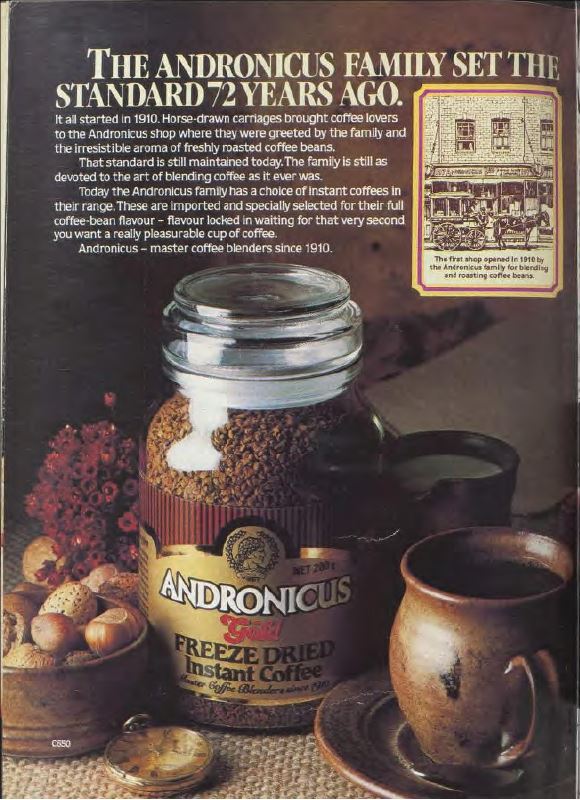 THE ANDRONICUS FAMILY SET THE
STANDARD 72 YEARS AGO.
It all started in 1910. Horse-drawn carriages brought coffee lovers
to the Andronicus shop where they were greeted by the family and
the irresistible aroma of freshly roasted coffee beans.
That standard is still maintained today. The family is still as
devoted to the art of blending coffee as it ever was.
Today the Andronicus family has a choice of instant coffees in
their range. These are imported and specially selected for their full
coffee-bean flavour – flavour locked in waiting for that very second
you want a really pleasurable cup of coffee.
Andronicus – master coffee blenders since 1910.
The first shop opened in 1910 by
the Andronicus family for blending
and roasting coffee beans.
NET 200 g
ANDRONICUS
Gold
FREEZE DRIED
Instant Coffee
Master Coffee Blenders since 1910
C650